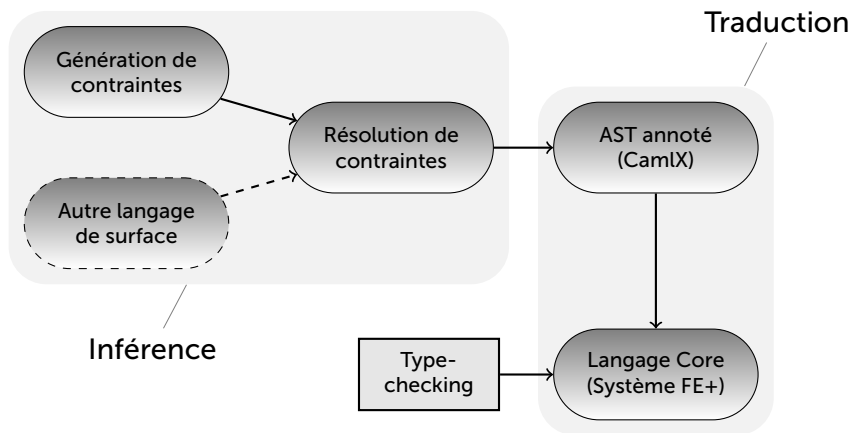 Traduction
Génération de
contraintes
Résolution de
contraintes
AST annoté
(CamlX)
Autre langage
de surface
Inférence
Type-
checking
Langage Core
(Système FE+)